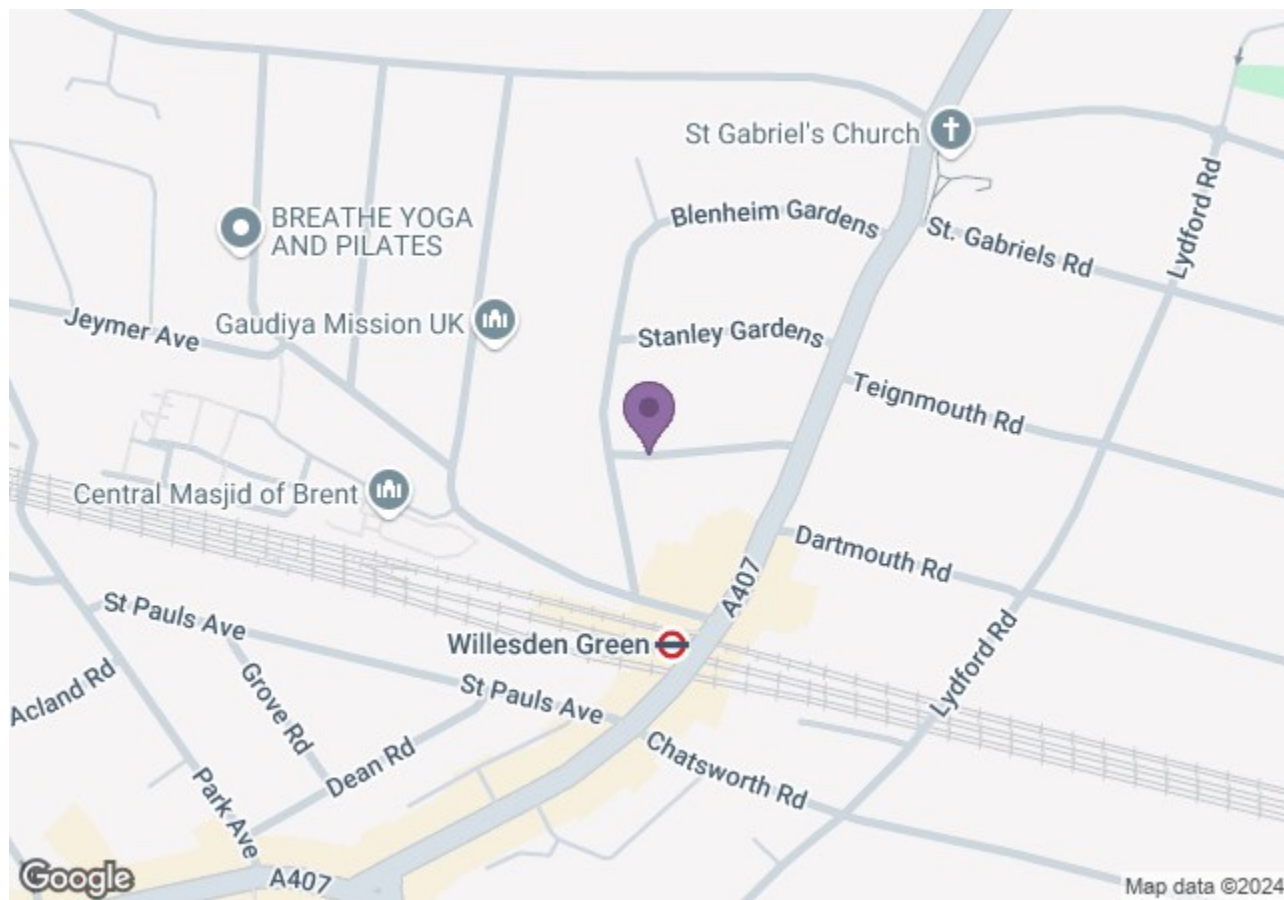 St Gabriel's Church
Lydford Rd
Blenheim Gardens
St. Gabriels Rd
BREATHE YOGA
AND PILATES
Gaudiya Mission UK
Jeymer Ave
Stanley Gardens
Teignmouth Rd
Central Masjid of Brent
Dartmouth Rd
A407
St Pauls Ave
Willesden Green
Lydford Rd
Acland Rd
Grove Rd
St Pauls Ave
Dean Rd
Chatsworth Rd
Park Ave
A407
Google
Map data ©2024